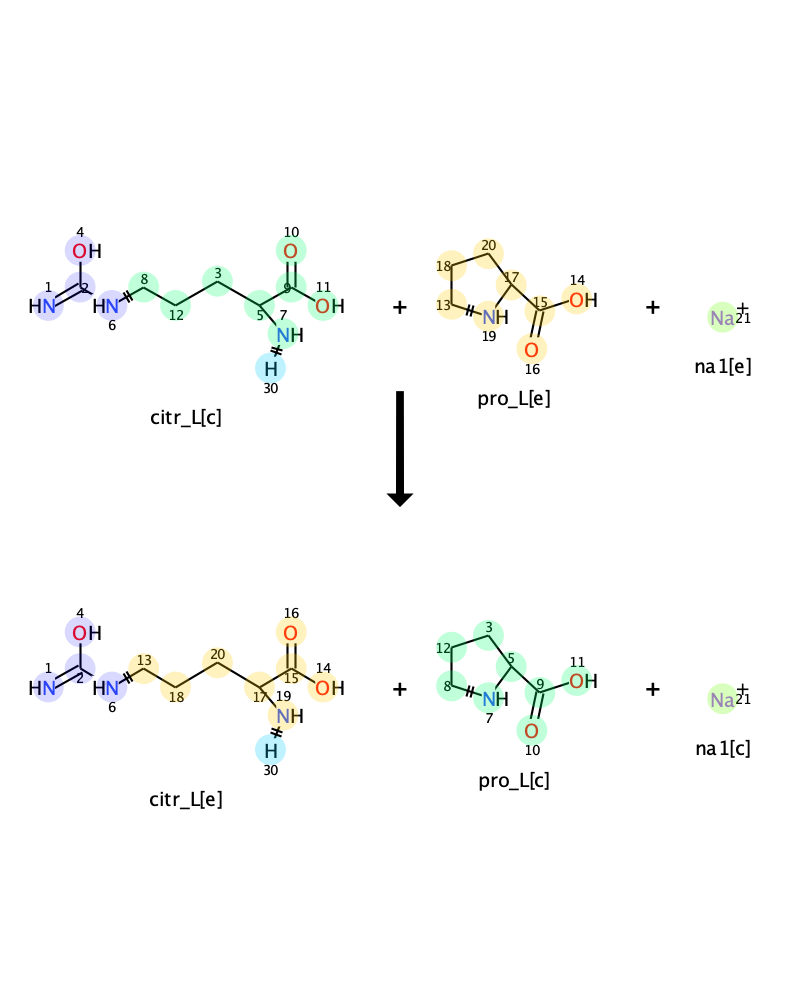 10
4
OH O
20
8 3
18 17 14
1 2 9 11 15 OH
HN HN 12 5 7 OH + 13 NH + Na+
6 NH O 19 16 21
H
30
citr_L[c] pro_L[e] na1[e]
4 16
OH O
13 20 3
12 5 11
1 2 15 14 9 OH
HN HN 18 17 19 OH + 8 NH + Na+
6 NH O 7 10 21
H
30
citr_L[e] pro_L[c] na1[c]